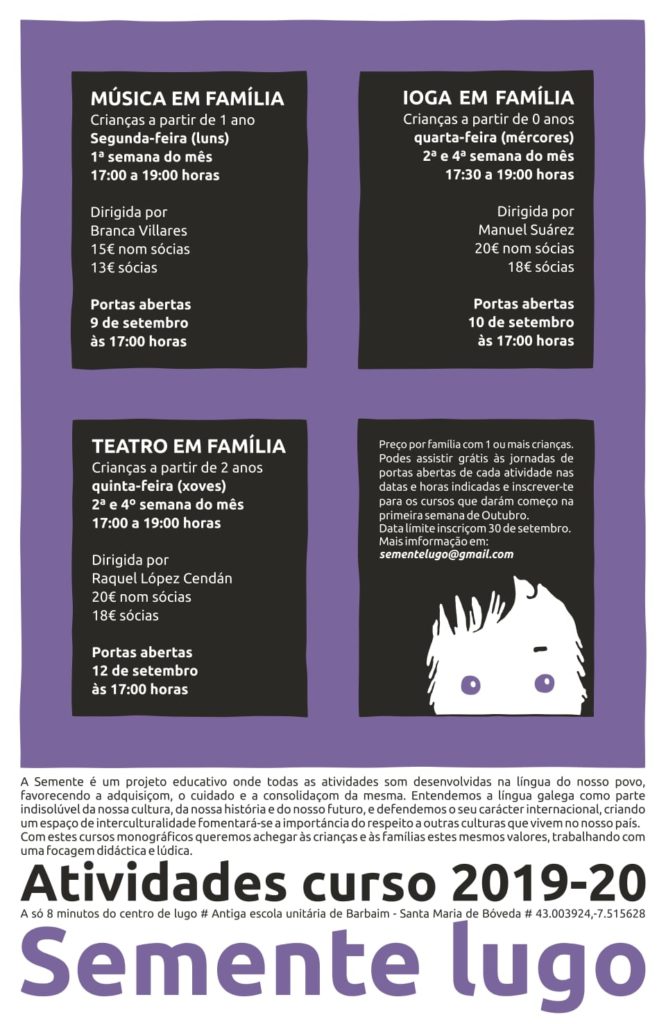 MÚSICA EM FAMÍLIA
Crianças a partir de 1 ano
Segunda-feira (luns)
1ª semana do mês
17:00 a 19:00 horas
Dirigida por
Branca Villares
15€ nom sócias
13€ sócias
Portas abertas
9 de setembro
às 17:00 horas
IOGA EM FAMÍLIA
Crianças a partir de 0 anos
quarta-feira (mércores)
2ª e 4ª semana do mês
17:30 a 19:00 horas
Dirigida por
Manuel Suárez
20€ nom sócias
18€ sócias
Portas abertas
10 de setembro
às 17:00 horas
TEATRO EM FAMÍLIA
Crianças a partir de 2 anos
quinta-feira (xoves)
2ª e 4º semana do mês
17:00 a 19:00 horas
Dirigida por
Raquel López Cendán
20€ nom sócias
18€ sócias
Portas abertas
12 de setembro
às 17:00 horas
Preço por família com 1 ou mais crianças.
Podes assistir grátis às jornadas de
portas abertas de cada atividade nas
datas e horas indicadas e inscrever-te
para os cursos que darám começo na
primeira semana de Outubro.
Data límite inscriçom 30 de setembro.
Mais imformação em:
sementelugo@gmail.com
A Semente é um projeto educativo onde todas as atividades som desenvolvidas na língua do nosso povo,
favorecendo a adquisiçom, o cuidado e a consolidaçom da mesma. Entendemos a língua galega como parte
indisolúvel da nossa cultura, da nossa história e do nosso futuro, e defendemos o seu carácter internacional, criando
um espaço de interculturalidade fomentará-se a importância do respeito a outras culturas que vivem no nosso país.
Com estes cursos monográficos queremos achegar às crianças e às famílias estes mesmos valores, trabalhando com
uma focagem didáctica e lúdica.
Atividades curso 2019-20
A só 8 minutos do centro de lugo # Antiga escola unitária de Barbaim - Santa Maria de Bóveda # 43.003924,-7.515628
Semente lugo